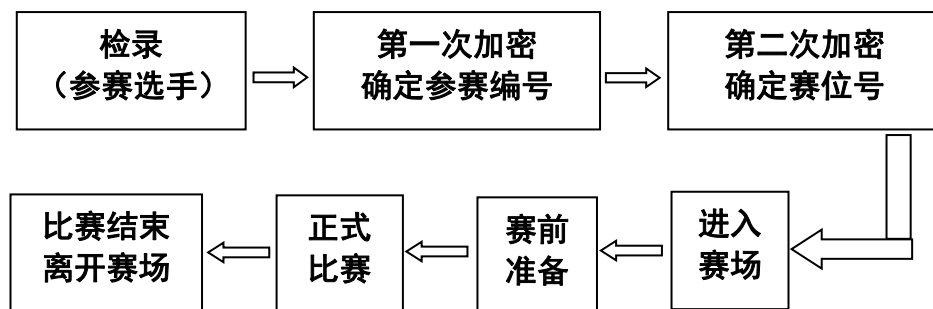 检录
（参赛选手）
第一次加密
确定参赛编号
第二次加密
确定赛位号
进入
赛场
赛前
准备
正式
比赛
比赛结束
离开赛场